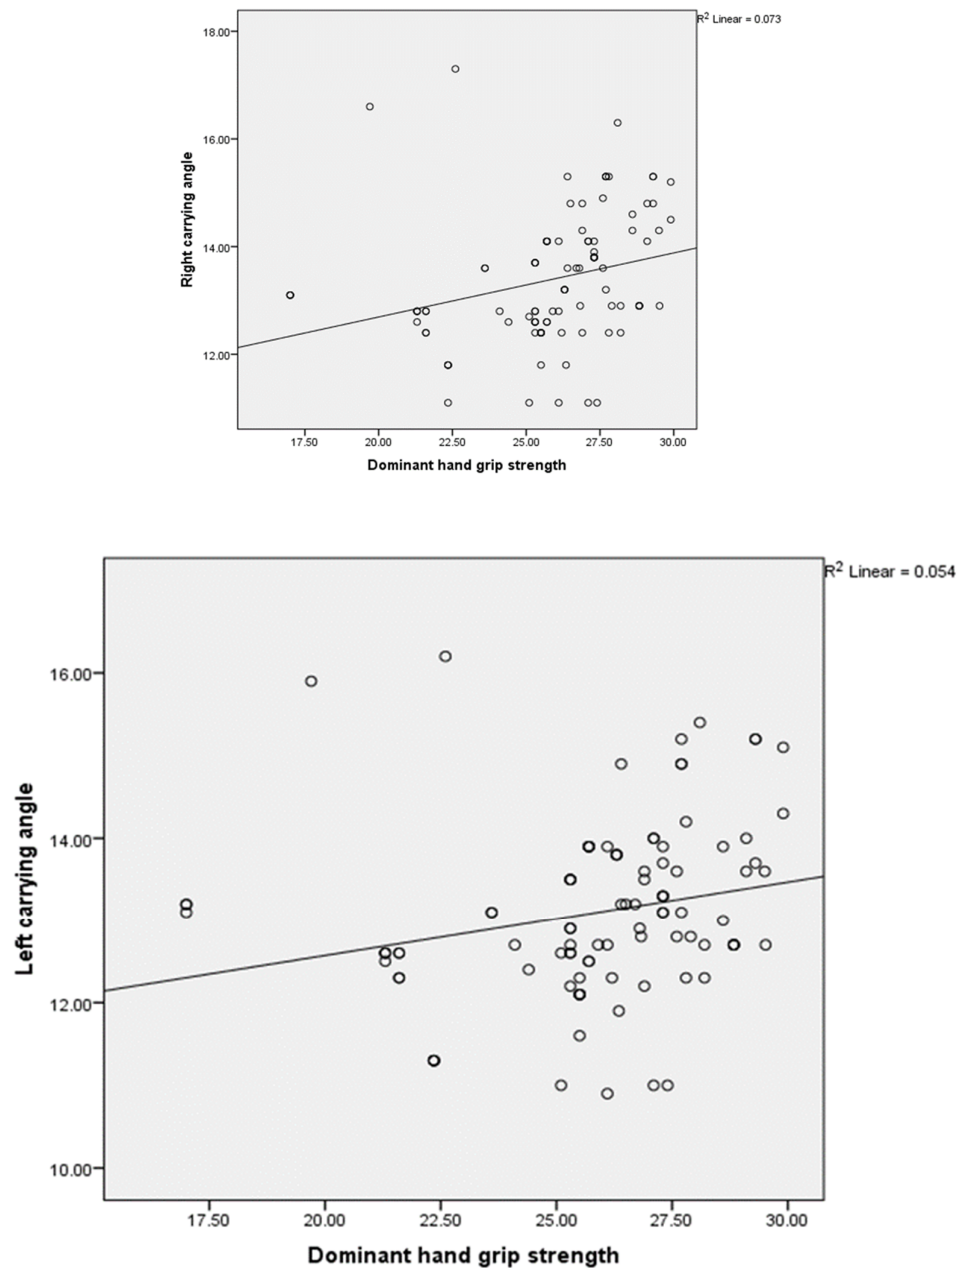 R² Linear = 0.073
18.00
16.00
14.00
12.00
Right carrying angle
17.50 20.00 22.50 25.00 27.50 30.00
Dominant hand grip strength
R² Linear = 0.054
16.00
14.00
12.00
10.00
Left carrying angle
17.50 20.00 22.50 25.00 27.50 30.00
Dominant hand grip strength